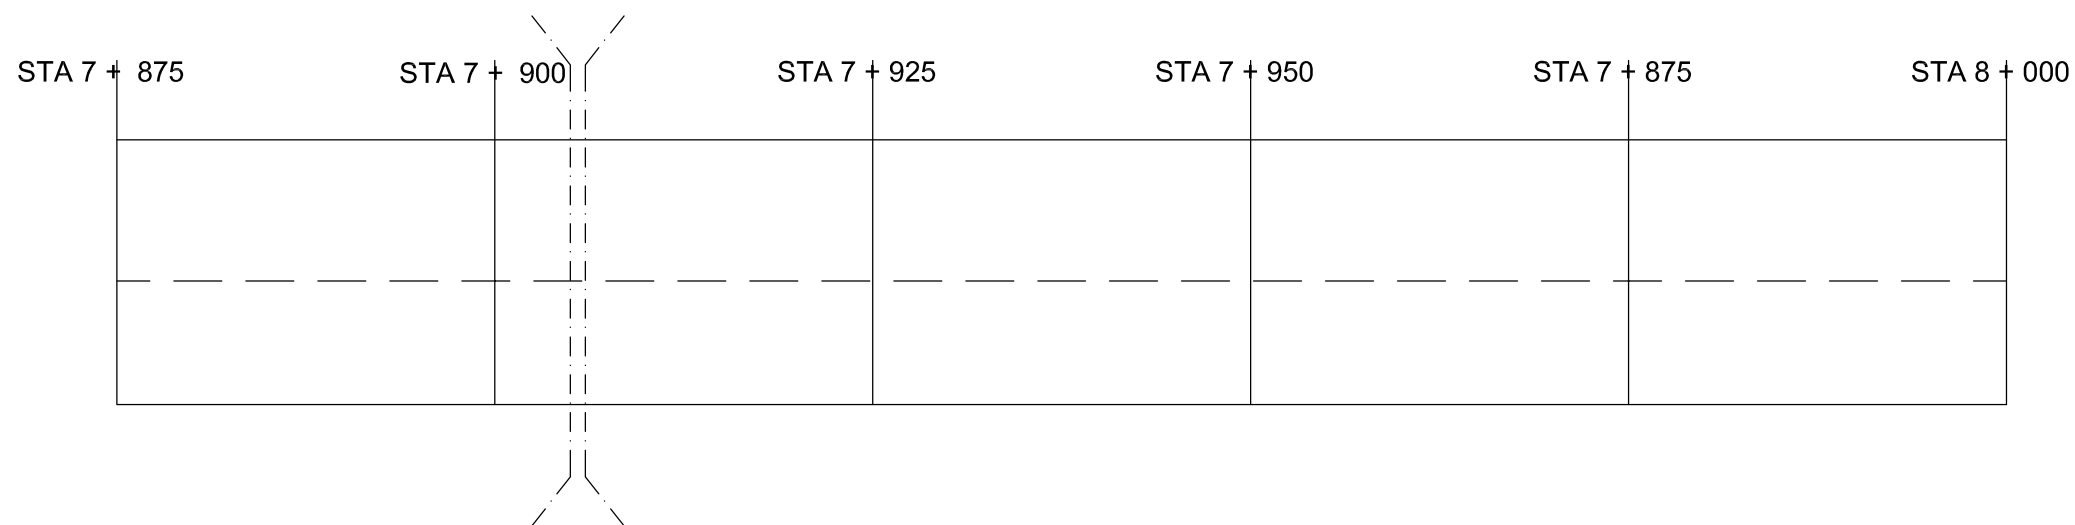 STA 7 + 875
STA 7 + 900
STA 7 + 925
STA 7 + 950
STA 7 + 875
STA 8 + 000